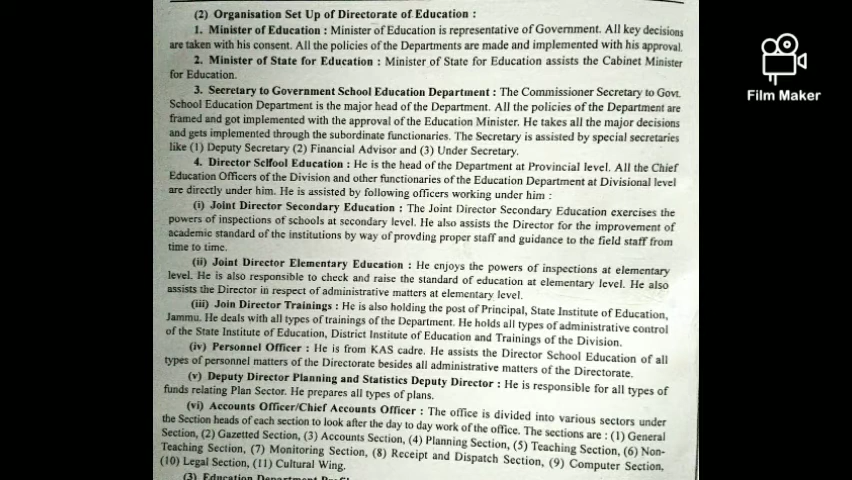 (2) Organisation Set Up of Directorate of Education :
1. Minister of Education : Minister of Education is representative of Government. All key decisions
are taken with his consent. All the policies of the Departments are made and implemented with his approval.
2. Minister of State for Education : Minister of State for Education assists the Cabinet Minister
for Education.
3. Secretary to Government School Education Department : The Commissioner Secretary to Govt.
School Education Department is the major head of the Department. All the policies of the Department are
framed and got implemented with the approval of the Education Minister. He takes all the major decisions
and gets implemented through the subordinate functionaries. The Secretary is assisted by special secretaries
like (1) Deputy Secretary (2) Financial Advisor and (3) Under Secretary.
4. Director School Education : He is the head of the Department at Provincial level. All the Chief
Education Officers of the Division and other functionaries of the Education Department at Divisional level
are directly under him. He is assisted by following officers working under him :
(i) Joint Director Secondary Education : The Joint Director Secondary Education exercises the
powers of inspections of schools at secondary level. He also assists the Director for the improvement of
academic standard of the institutions by way of provding proper staff and guidance to the field staff from
time to time.
(ii) Joint Director Elementary Education : He enjoys the powers of inspections at elementary
level. He is also responsible to check and raise the standard of education at elementary level. He also
assists the Director in respect of administrative matters at elementary level.
(iii) Join Director Trainings : He is also holding the post of Principal, State Institute of Education,
Jammu. He deals with all types of trainings of the Department. He holds all types of administrative control
of the State Institute of Education, District Institute of Education and Trainings of the Division.
(iv) Personnel Officer : He is from KAS cadre. He assists the Director School Education of all
types of personnel matters of the Directorate besides all administrative matters of the Directorate.
(v) Deputy Director Planning and Statistics Deputy Director : He is responsible for all types of
funds relating Plan Sector. He prepares all types of plans.
(vi) Accounts Officer/Chief Accounts Officer : The office is divided into various sectors under
the Section heads of each section to look after the day to day work of the office. The sections are : (1) General
Section, (2) Gazetted Section, (3) Accounts Section, (4) Planning Section, (5) Teaching Section, (6) Non-
Teaching Section, (7) Monitoring Section, (8) Receipt and Dispatch Section, (9) Computer Section,
(10) Legal Section, (11) Cultural Wing.
(3) Education Department
Film Maker